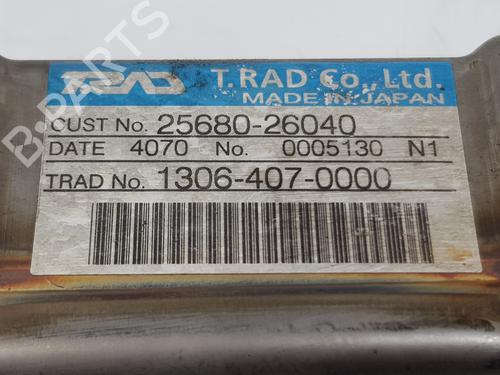 TRAD T.RAD Co., Ltd.
MADE IN JAPAN
CUST No. 25680-26040
DATE 4070 No. 0005130 N1
TRAD No. 1306-407-0000
B-PARTS